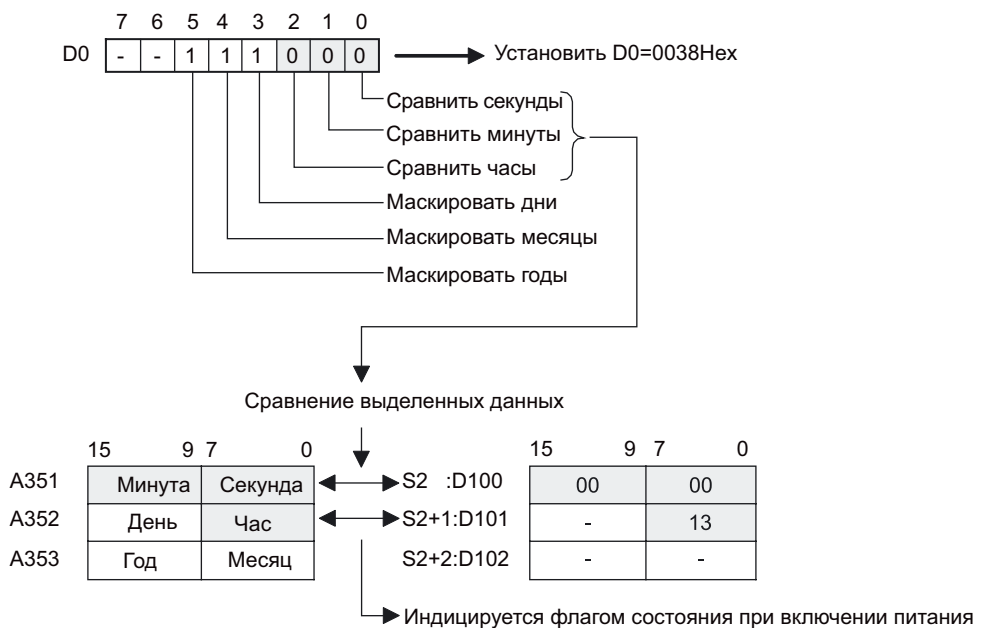 7 6 5 4 3 2 1 0
D0 - - 1 1 1 0 0 0 Установить D0=0038Hex
Сравнить секунды
Сравнить минуты
Сравнить часы
Маскировать дни
Маскировать месяцы
Маскировать годы
Сравнение выделенных данных
15 9 7 0 15 9 7 0
A351 Минута Секунда S2 :D100 00 00
A352 День Час S2+1:D101 - 13
A353 Год Месяц S2+2:D102 - -
Индицируется флагом состояния при включении питания